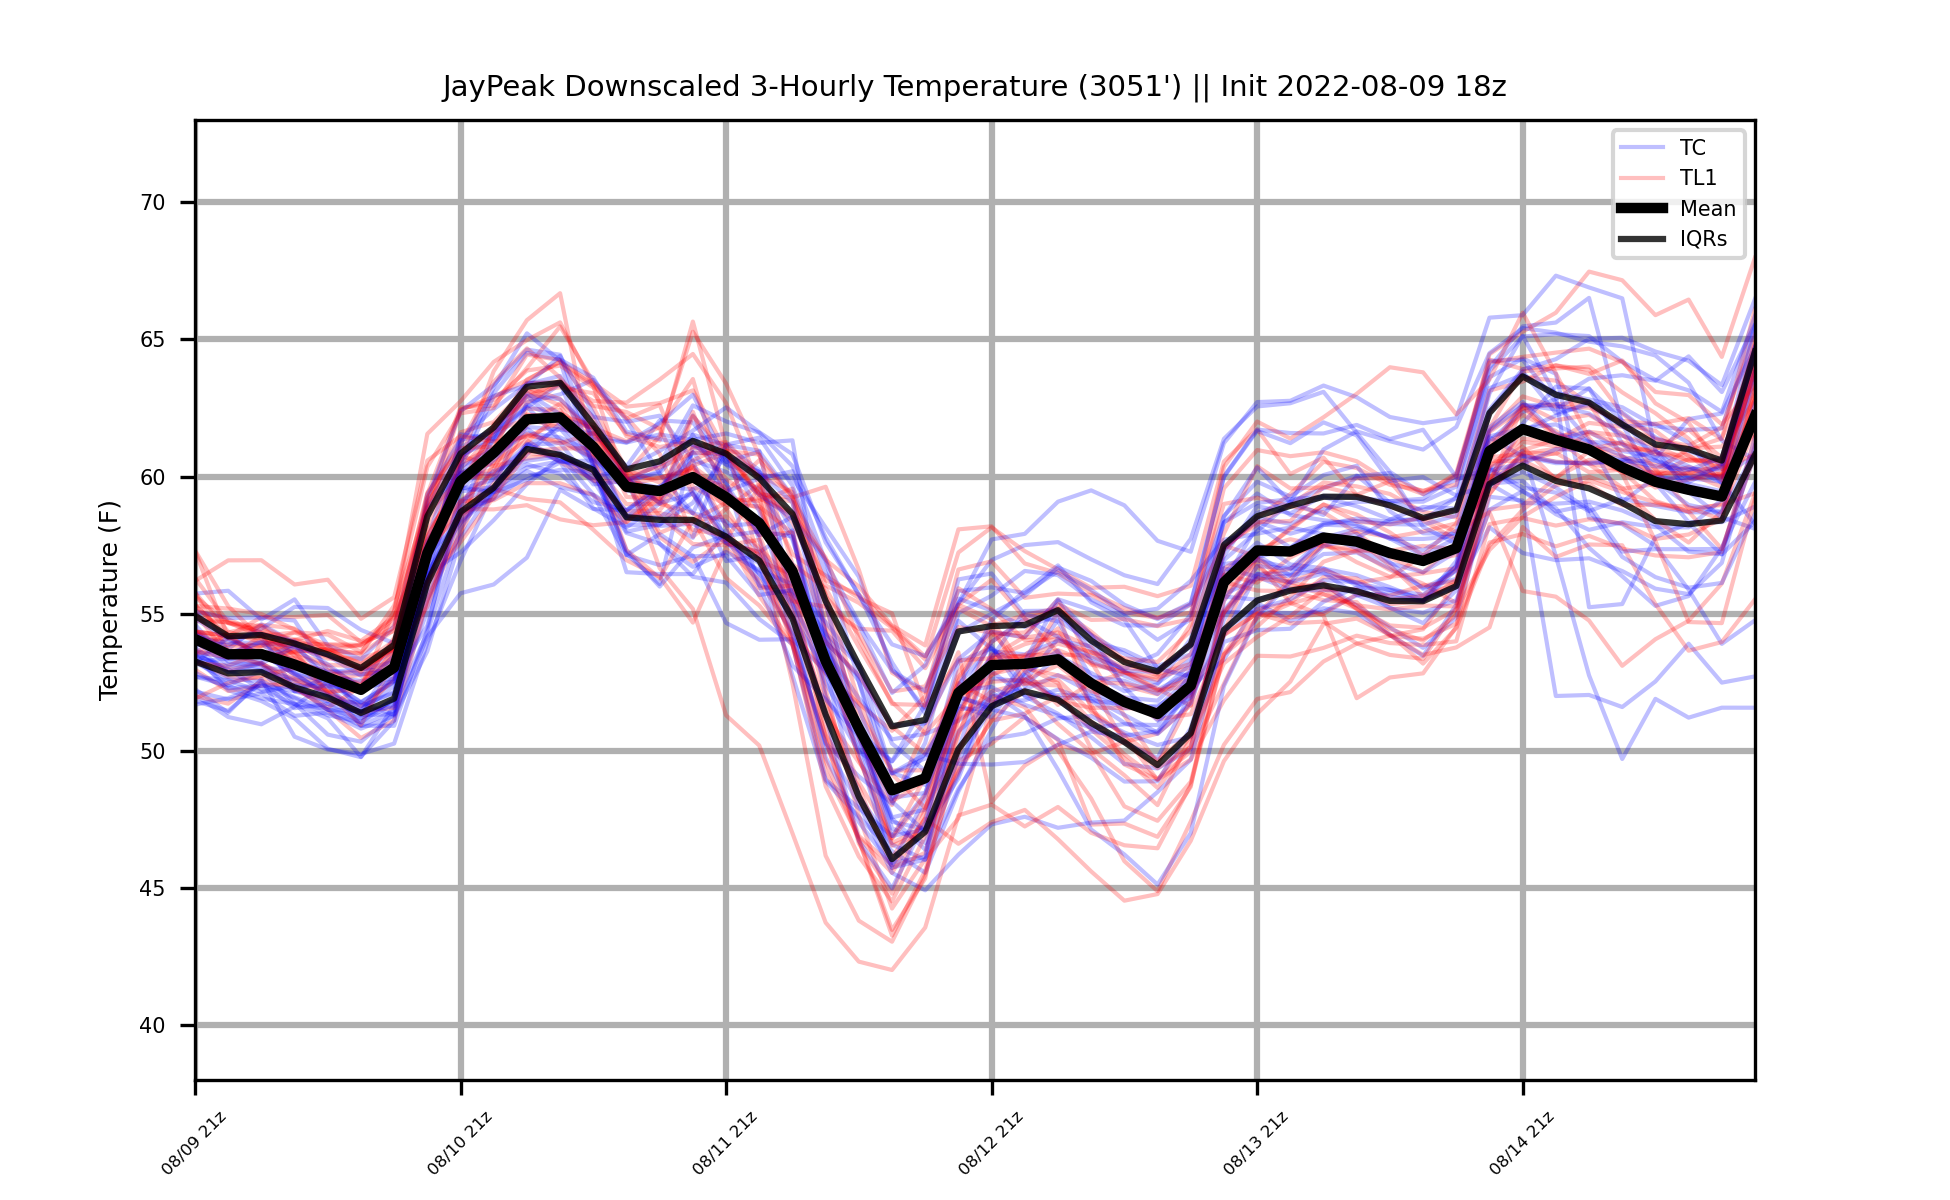 JayPeak Downscaled 3-Hourly Temperature (3051') || Init 2022-08-09 18z
TC
TL1
Mean
IQRs
Temperature (F)
70
65
60
55
50
45
40
08/09 21z
08/10 21z
08/11 21z
08/12 21z
08/13 21z
08/14 21z